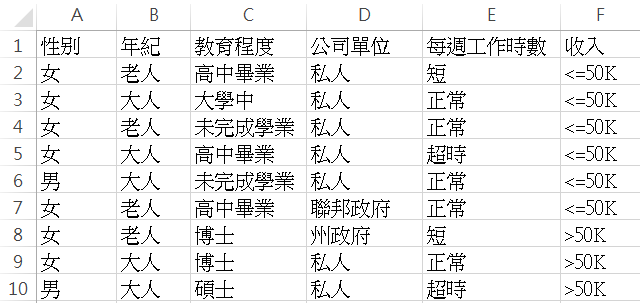 A B C D E F
1 性別 年紀 教育程度 公司單位 每週工作時數 收入
2 女 老人 高中畢業 私人 短 <=50K
3 女 大人 大學中 私人 正常 <=50K
4 女 老人 未完成學業 私人 正常 <=50K
5 女 大人 高中畢業 私人 超時 <=50K
6 男 大人 未完成學業 私人 正常 <=50K
7 女 老人 高中畢業 聯邦政府 正常 <=50K
8 女 老人 博士 州政府 短 >50K
9 女 大人 博士 私人 正常 >50K
10 男 大人 碩士 私人 超時 >50K